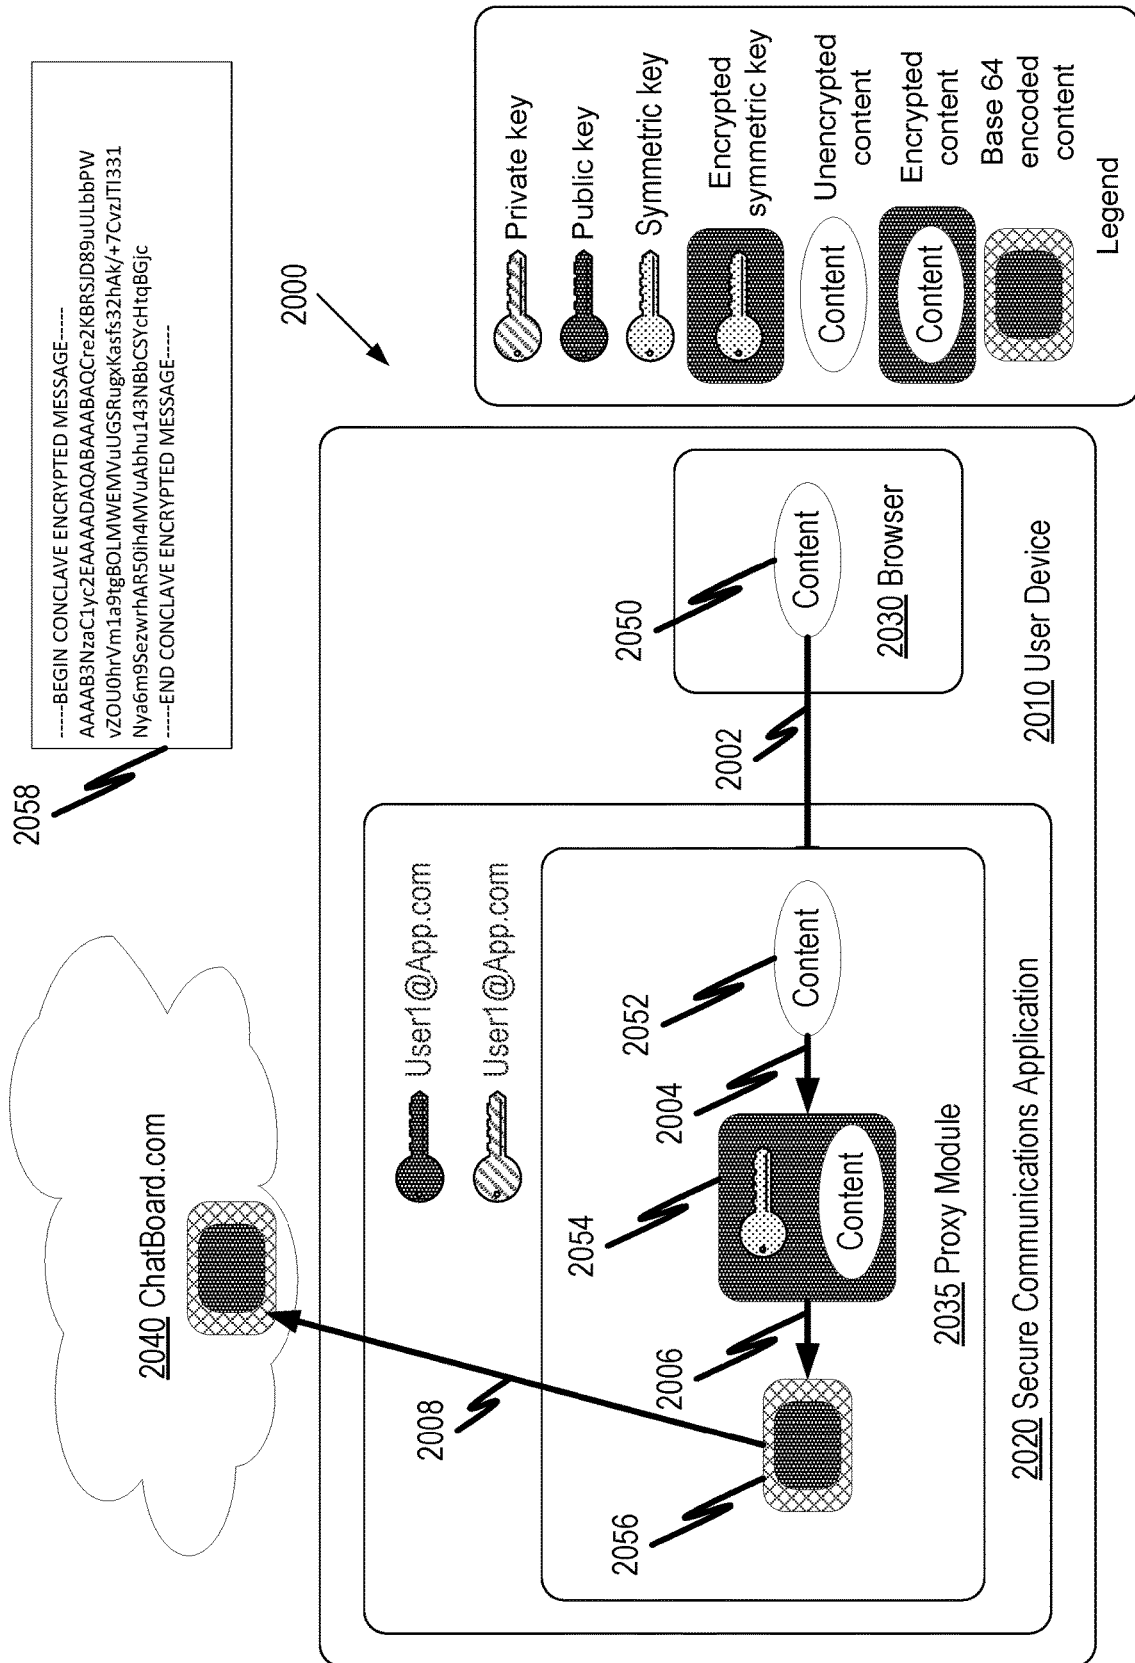 2058
-----BEGIN CONCLAVE ENCRYPTED MESSAGE-----
AAAAB3NzaC1yc2EAAAADAQABAAABAQCre2KBRSJD89uULbbPW
vZOU0hrVm1a9tgBOLMWEMVuUGSRugxKasfs32hAk/+7CvzJTI331
Nya6m9SezwrhAR50ih4MVuAbhu143NBbCSYcHtqBGjc
-----END CONCLAVE ENCRYPTED MESSAGE----
2040 ChatBoard.com
2000
2008
User1@App.com
User1@App.com
2056
2006
2054
2004
2052
Content
Content
2035 Proxy Module
2020 Secure Communications Application
2002
2050
Content
2030 Browser
2010 User Device
Private key
Public key
Symmetric key
Encrypted
symmetric key
Content
Unencrypted
content
Content
Encrypted
content
Base 64
encoded
content
Legend